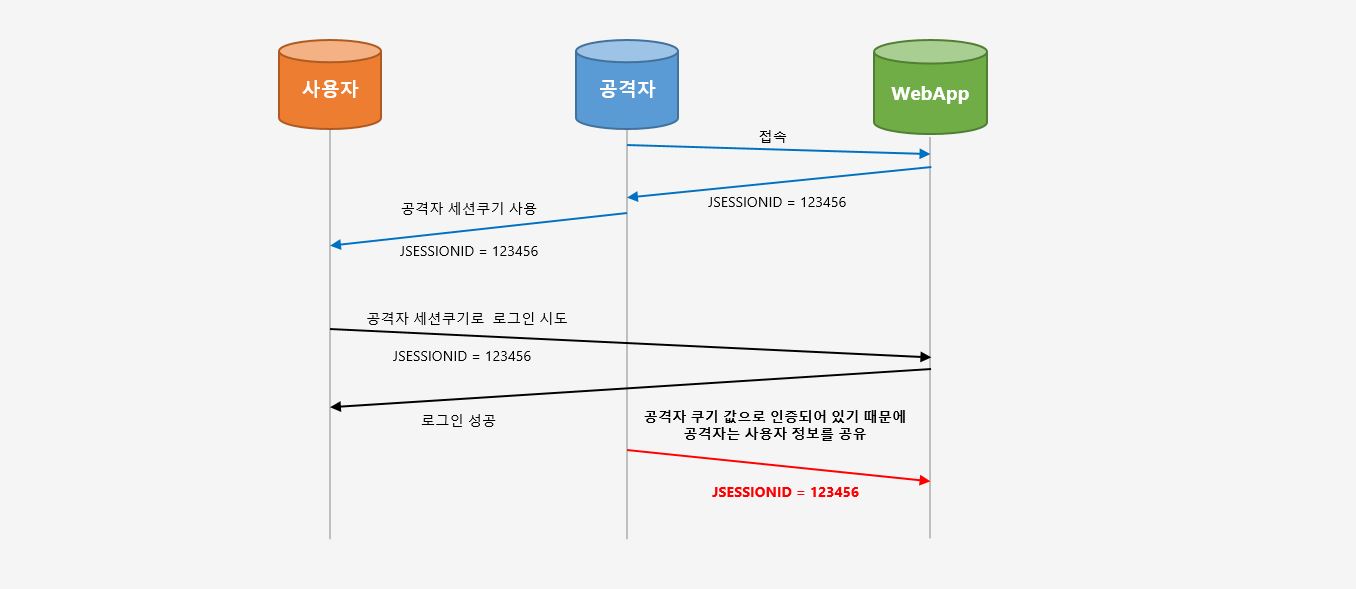 사용자
공격자
WebApp
접속
JSESSIONID = 123456
공격자 세션쿠기 사용
JSESSIONID = 123456
공격자 세션쿠기로  로그인 시도
JSESSIONID = 123456
로그인 성공
공격자 쿠기 값으로 인증되어 있기 때문에
공격자는 사용자 정보를 공유
JSESSIONID = 123456